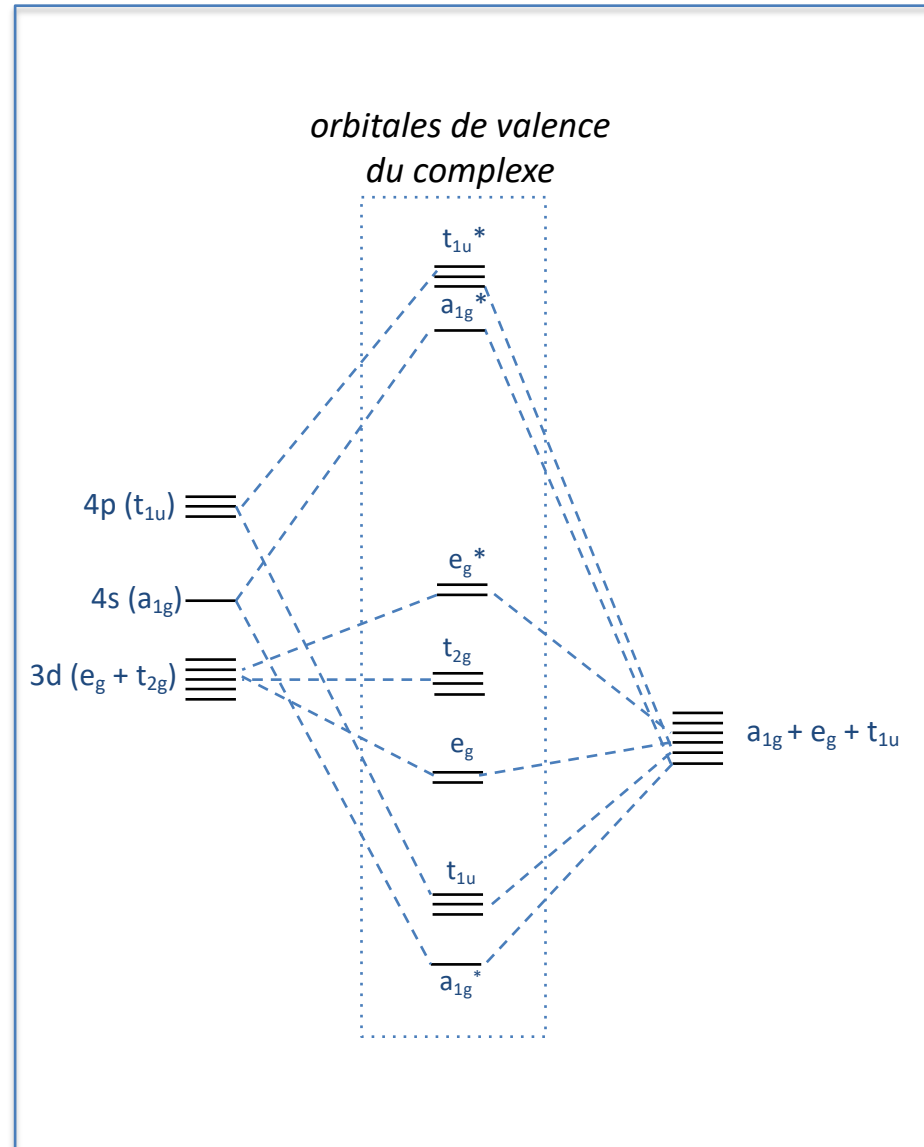 orbitales de valence
du complexe
t₁ᵤ*
a₁g*
4p (t₁ᵤ)
eg*
4s (a₁g)
t₂g
3d (eg + t₂g)
a₁g + eg + t₁ᵤ
eg
t₁ᵤ
a₁g*